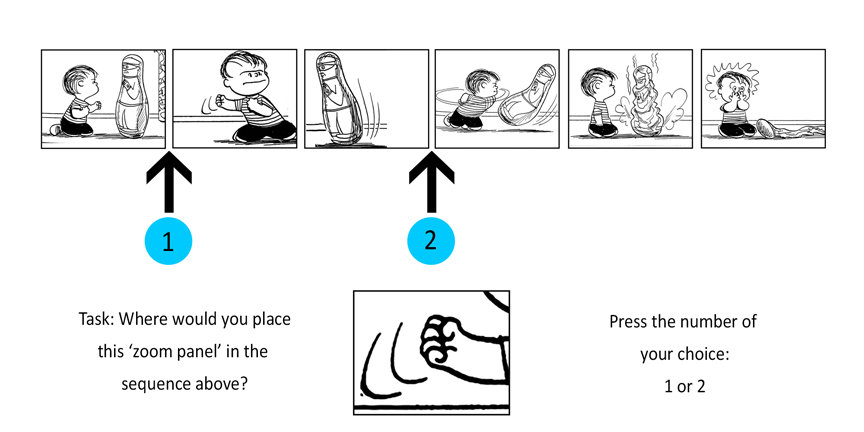 1
2
Task: Where would you place
this ‘zoom panel’ in the
sequence above?
Press the number of
your choice:
1 or 2